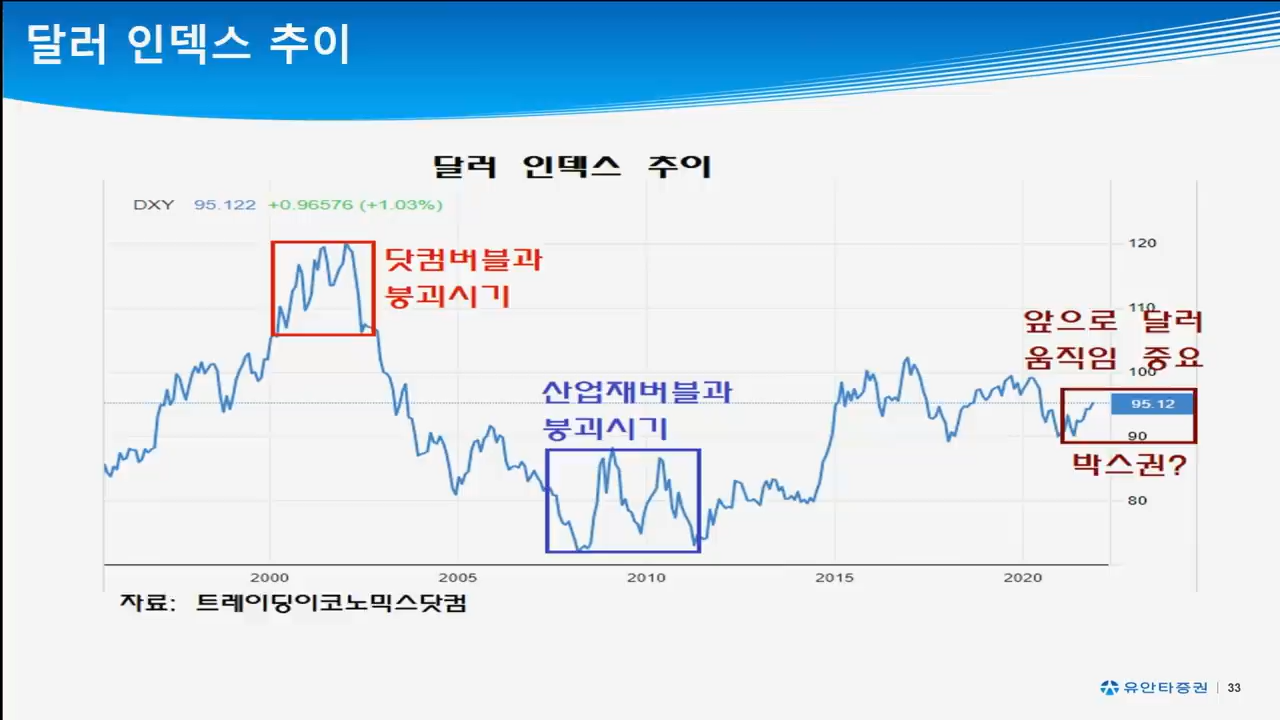 달러 인덱스 추이
달러 인덱스 추이
DXY 95.122 +0.96576 (+1.03%)
120
닷컴버블과
붕괴시기
110
앞으로 달러
움직임 중요
100
산업재버블과
붕괴시기
95.12
90
박스권?
80
2000 2005 2010 2015 2020
자료: 트레이딩이코노믹스닷컴
유안타증권 | 33